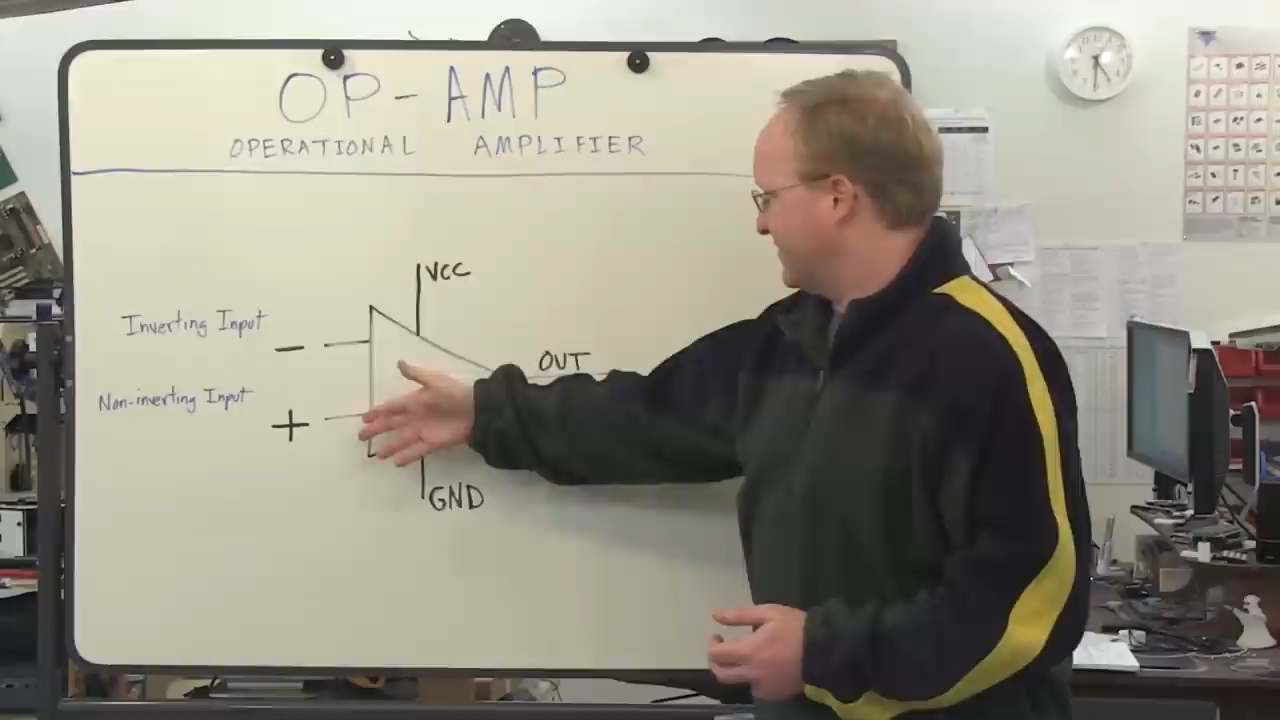 OP-AMP
OPERATIONAL AMPLIFIER
VCC
Inverting Input
-
OUT
Non-inverting Input
+
GND